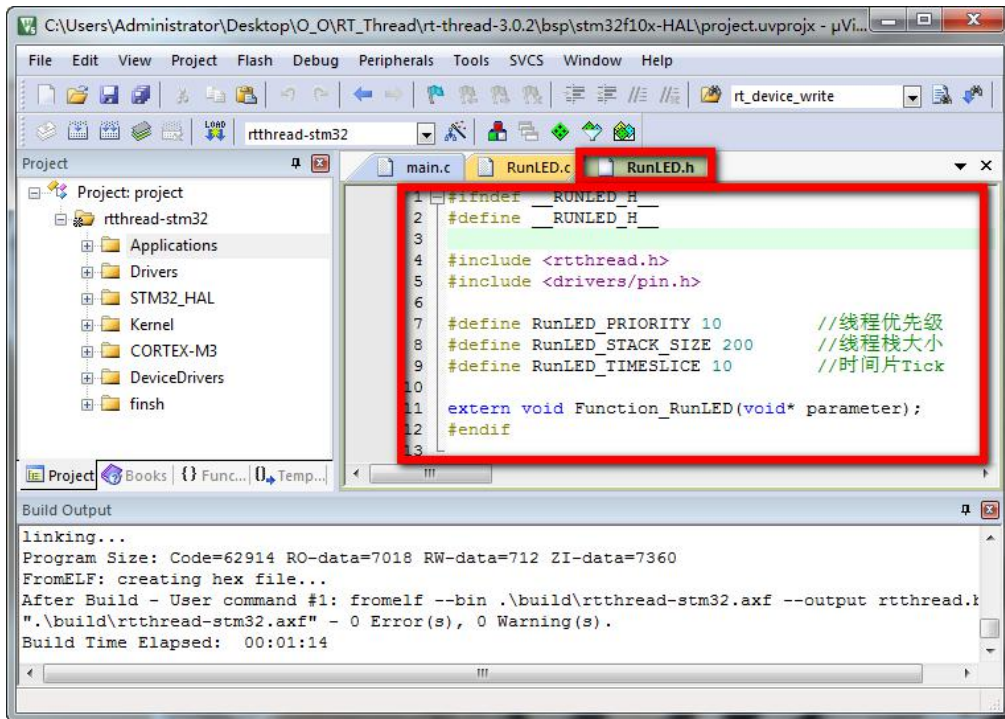 C:\Users\Administrator\Desktop\O_O\RT_Thread\rt-thread-3.0.2\bsp\stm32f10x-HAL\project.uvprojx - µVi...
File Edit View Project Flash Debug Peripherals Tools SVCS Window Help
rt_device_write
LOAD
rtthread-stm32
Project
main.c RunLED.c RunLED.h
Project: project
rtthread-stm32
Applications
Drivers
STM32_HAL
Kernel
CORTEX-M3
DeviceDrivers
finsh
1 #ifndef __RUNLED_H__
2 #define __RUNLED_H__
3
4 #include <rtthread.h>
5 #include <drivers/pin.h>
6
7 #define RunLED_PRIORITY 10 //线程优先级
8 #define RunLED_STACK_SIZE 200 //线程栈大小
9 #define RunLED_TIMESLICE 10 //时间片Tick
10
11 extern void Function_RunLED(void* parameter);
12 #endif
13
Project Books {} Func... 0 Temp...
Build Output
linking...
Program Size: Code=62914 RO-data=7018 RW-data=712 ZI-data=7360
FromELF: creating hex file...
After Build - User command #1: fromelf --bin .\build\rtthread-stm32.axf --output rtthread.
".\build\rtthread-stm32.axf" - 0 Error(s), 0 Warning(s).
Build Time Elapsed: 00:01:14